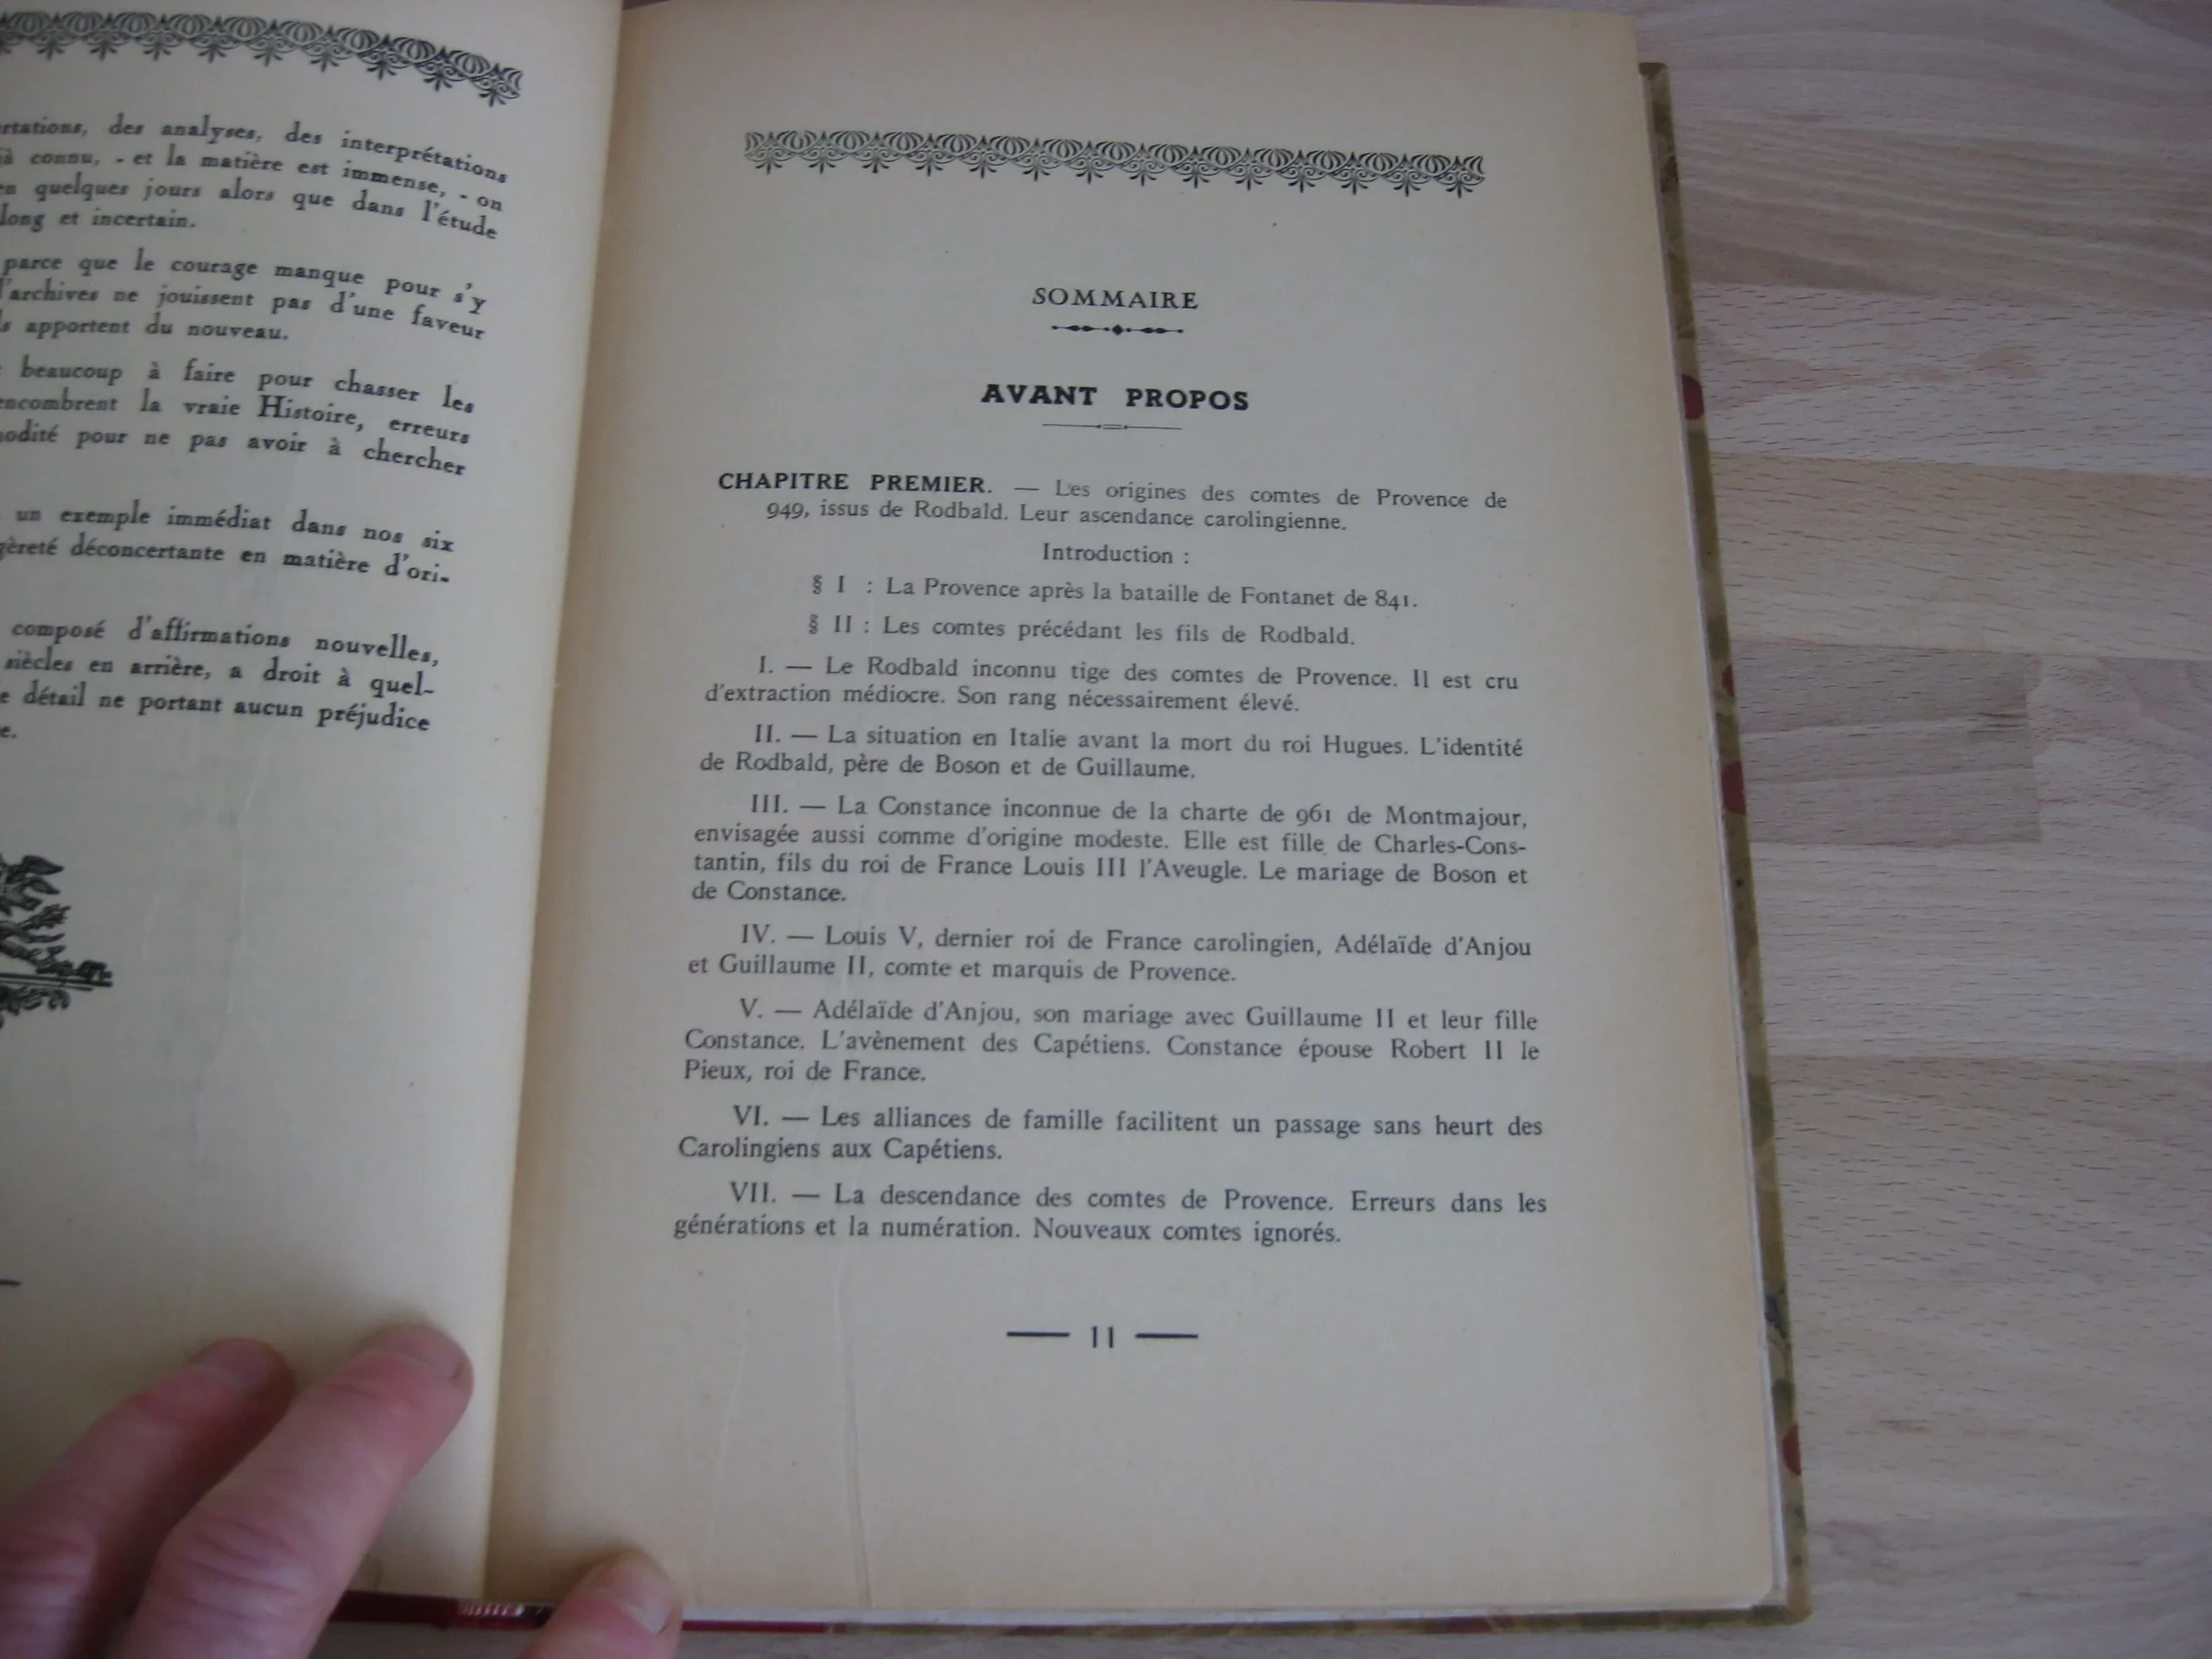 des analyses, des interprétations
connu, - et la matière est immense, - on
quelques jours alors que dans l'étude
long et incertain.
parce que le courage manque pour s'y
d'archives ne jouissent pas d'une faveur
apportent du nouveau.
beaucoup à faire pour chasser les
encombrent la vraie Histoire, erreurs
pour ne pas avoir à chercher
un exemple immédiat dans nos six
déconcertante en matière d'ori-
composé d'affirmations nouvelles,
siècles en arrière, a droit à quel-
détail ne portant aucun préjudice
SOMMAIRE
AVANT PROPOS
CHAPITRE PREMIER. — Les origines des comtes de Provence de
949, issus de Rodbald. Leur ascendance carolingienne.
Introduction :
§ I : La Provence après la bataille de Fontanet de 841.
§ II : Les comtes précédant les fils de Rodbald.
I. — Le Rodbald inconnu tige des comtes de Provence. Il est cru
d'extraction médiocre. Son rang nécessairement élevé.
II. — La situation en Italie avant la mort du roi Hugues. L'identité
de Rodbald, père de Boson et de Guillaume.
III. — La Constance inconnue de la charte de 961 de Montmajour,
envisagée aussi comme d'origine modeste. Elle est fille de Charles-Cons-
tantin, fils du roi de France Louis III l'Aveugle. Le mariage de Boson et
de Constance.
IV. — Louis V, dernier roi de France carolingien, Adélaïde d'Anjou
et Guillaume II, comte et marquis de Provence.
V. — Adélaïde d'Anjou, son mariage avec Guillaume II et leur fille
Constance. L'avènement des Capétiens. Constance épouse Robert II le
Pieux, roi de France.
VI. — Les alliances de famille facilitent un passage sans heurt des
Carolingiens aux Capétiens.
VII. — La descendance des comtes de Provence. Erreurs dans les
générations et la numération. Nouveaux comtes ignorés.
— 11 —